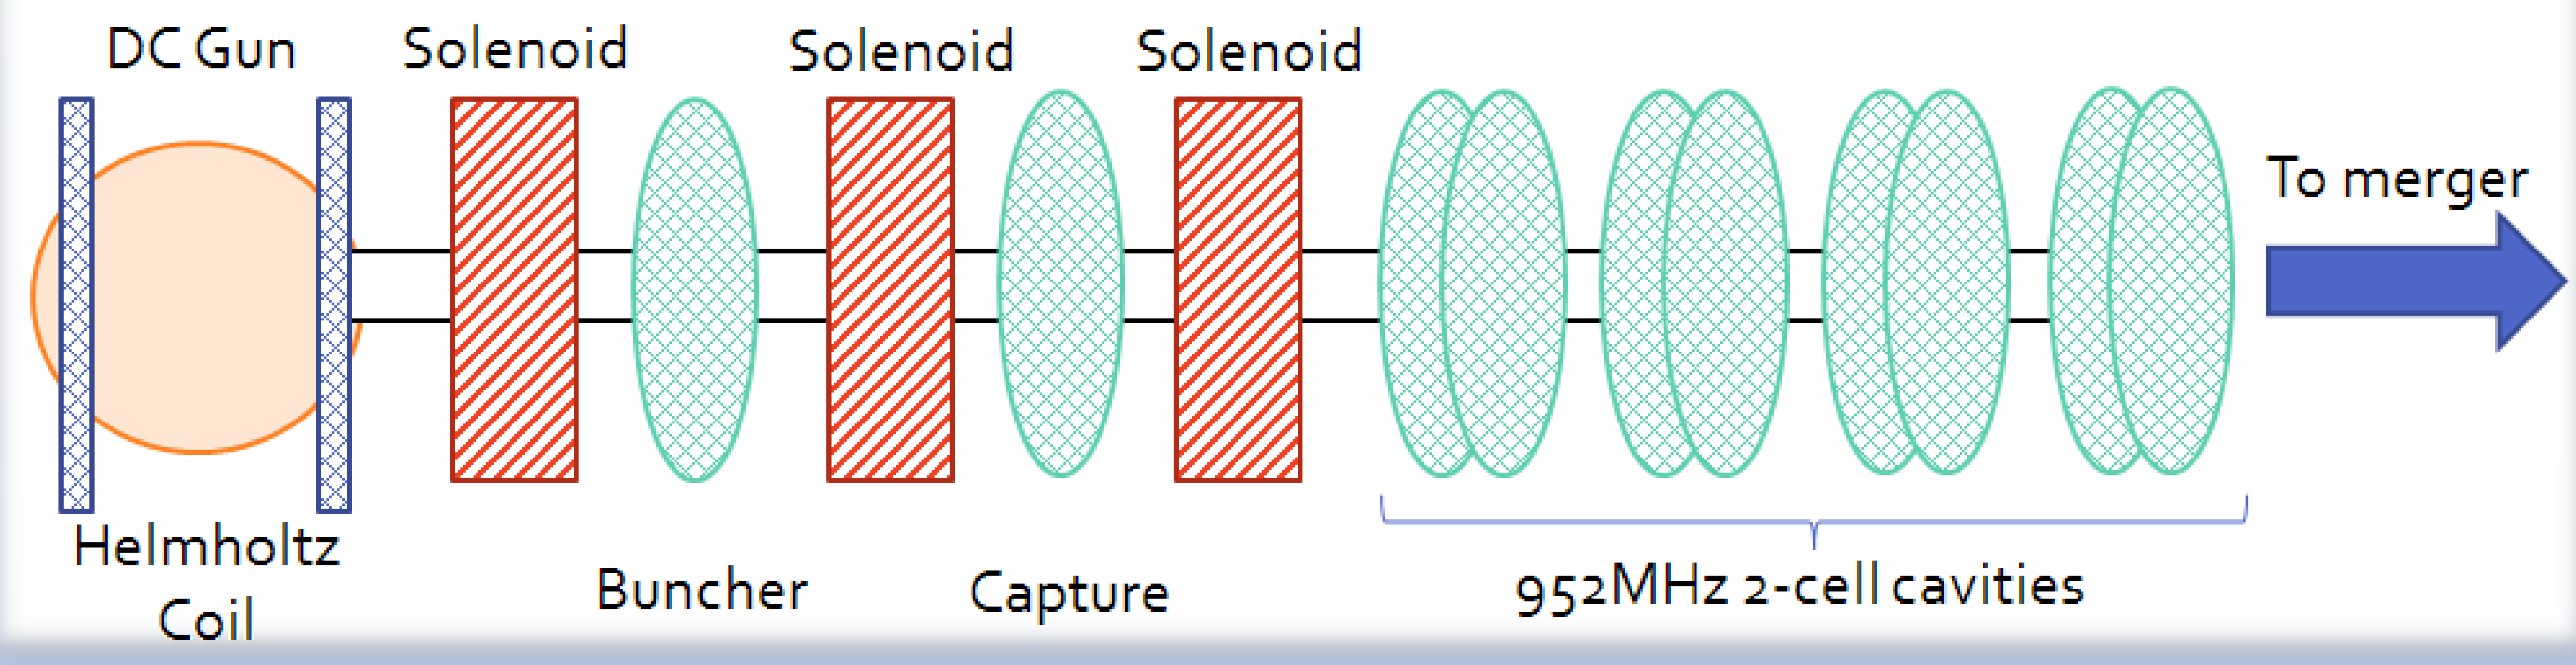 DC Gun
Solenoid
Solenoid
Solenoid
To merger
Helmholtz
Coil
Buncher
Capture
952MHz 2-cell cavities